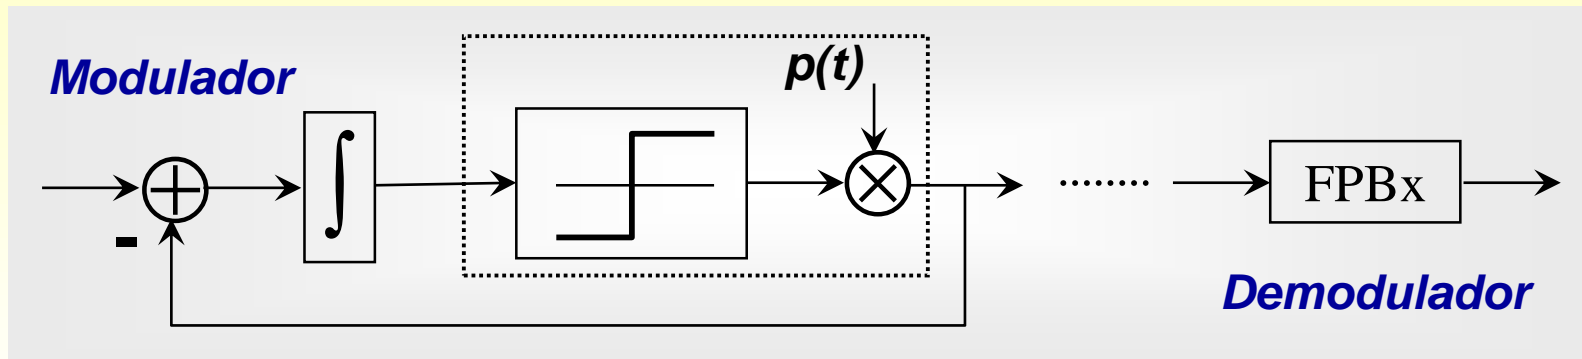 Modulador
p(t)
∫
-
........
FPBx
Demodulador